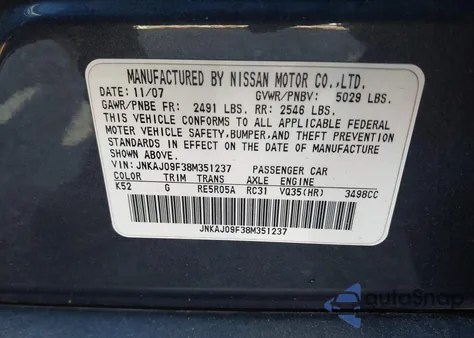 MANUFACTURED BY NISSAN MOTOR CO.,LTD.
DATE: 11/07 GVWR/PNBV: 5029 LBS.
GAWR/PNBE FR: 2491 LBS. RR: 2546 LBS.
THIS VEHICLE CONFORMS TO ALL APPLICABLE FEDERAL
MOTOR VEHICLE SAFETY,BUMPER,AND THEFT PREVENTION
STANDARDS IN EFFECT ON THE DATE OF MANUFACTURE
SHOWN ABOVE.
VIN: JNKAJ09F38M351237 PASSENGER CAR
COLOR TRIM TRANS AXLE ENGINE
K52 G RE5R05A RC31 VQ35(HR) 3498CC
JNKAJ09F38M351237
autoSnap